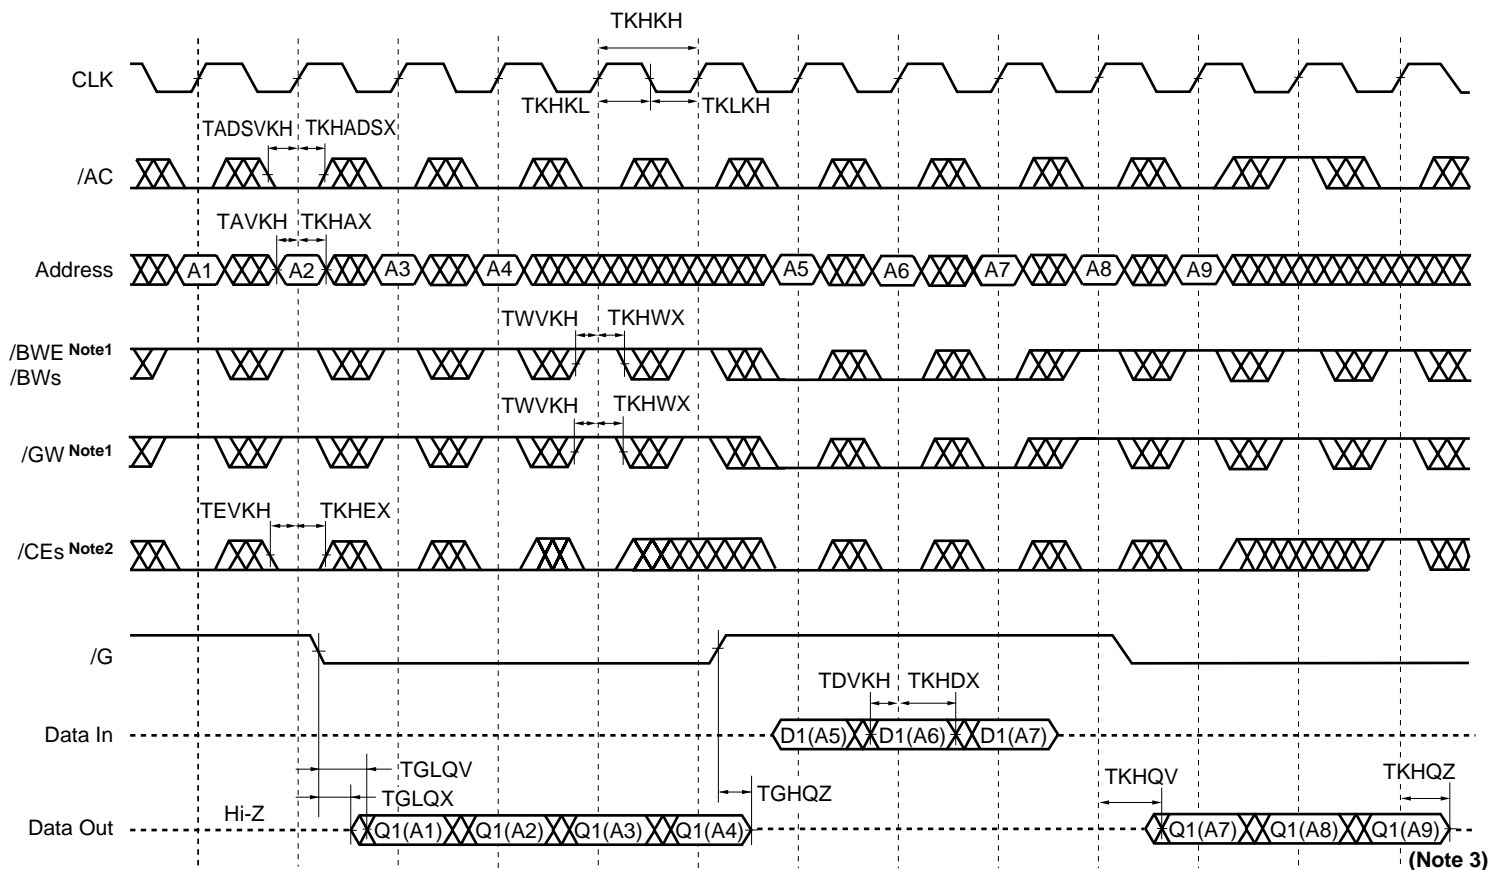 TKHKH
CLK
TKHKL TKLKH
TADSVKH TKHADSX
/AC
TAVKH TKHAX
Address A1 A2 A3 A4 A5 A6 A7 A8 A9
TWVKH TKHWX
/BWE Note1
/BWs
TWVKH TKHWX
/GW Note1
TEVKH TKHEX
/CEs Note2
/G
TDVKH TKHDX
Data In D1(A5) D1(A6) D1(A7)
TGLQV
TGLQX
TGHQZ
TKHQV
TKHQZ
Hi-Z
Data Out Q1(A1) Q1(A2) Q1(A3) Q1(A4) Q1(A7) Q1(A8) Q1(A9)
(Note 3)